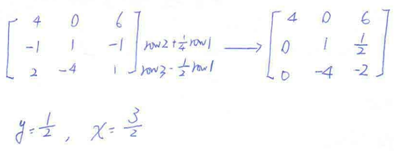 4 0 6 4 0 6
-1 1 -1 row2+1/4 row1 → 0 1 1/2
2 -4 1 row3-1/2 row1 0 -4 -2
y=1/2, x=3/2